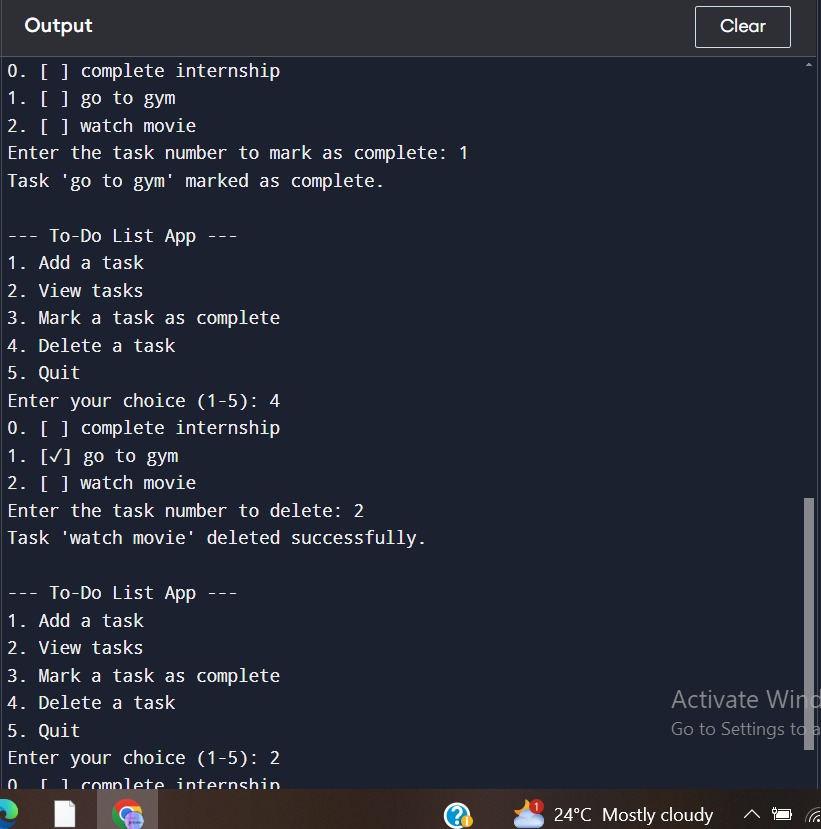 Output
Clear
0. [ ] complete internship
1. [ ] go to gym
2. [ ] watch movie
Enter the task number to mark as complete: 1
Task 'go to gym' marked as complete.
--- To-Do List App ---
1. Add a task
2. View tasks
3. Mark a task as complete
4. Delete a task
5. Quit
Enter your choice (1-5): 4
0. [ ] complete internship
1. [✓] go to gym
2. [ ] watch movie
Enter the task number to delete: 2
Task 'watch movie' deleted successfully.
--- To-Do List App ---
1. Add a task
2. View tasks
3. Mark a task as complete
4. Delete a task
5. Quit
Enter your choice (1-5): 2
0. [ ] complete internship
Activate Wind
Go to Settings to a
1
24°C Mostly cloudy